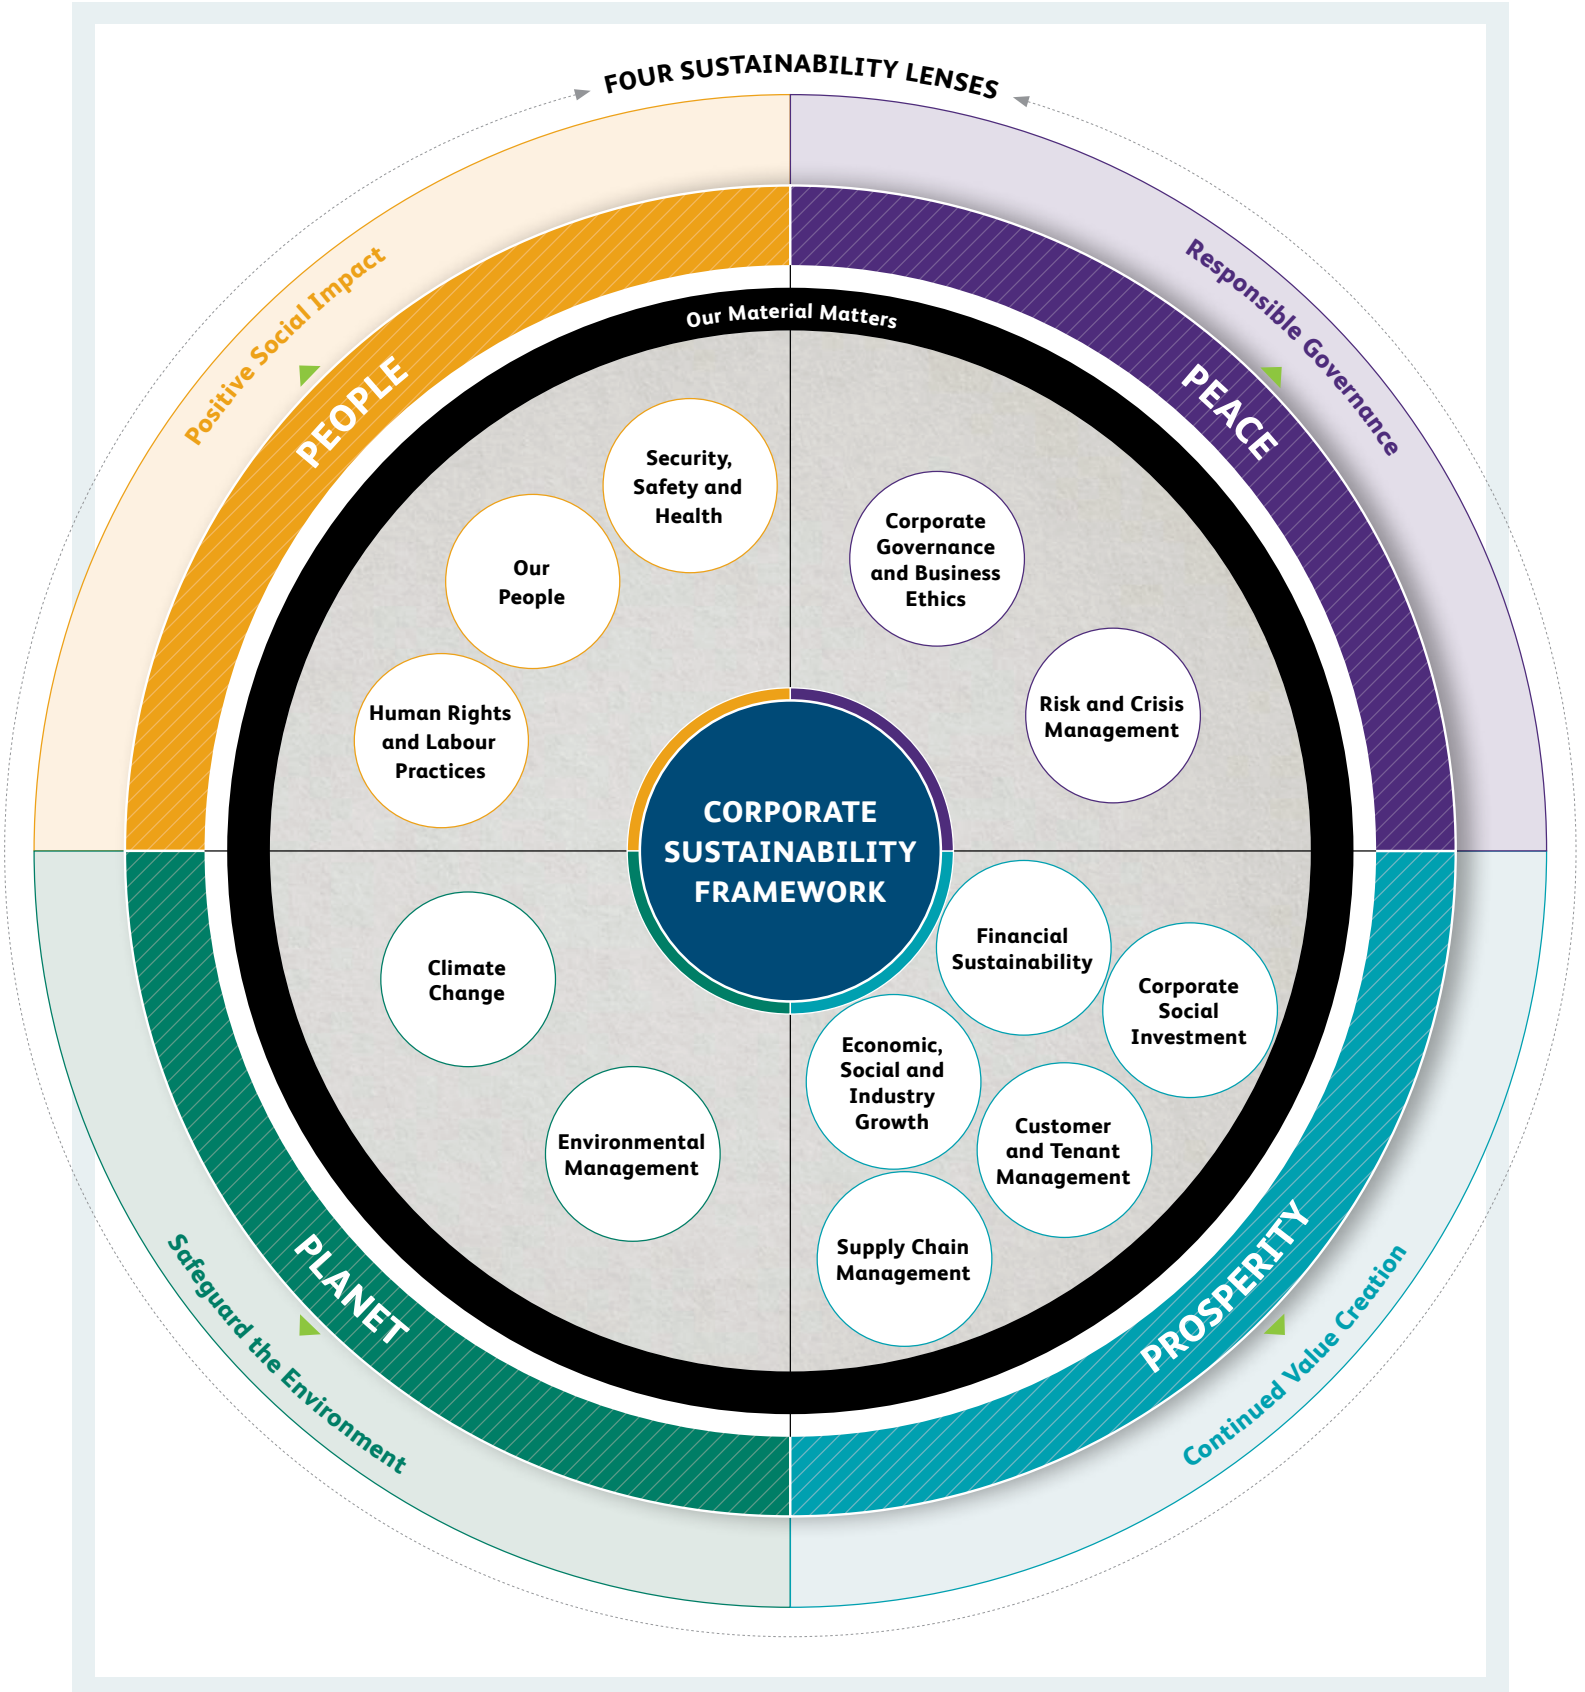 FOUR SUSTAINABILITY LENSES
Positive Social Impact
Responsible Governance
PEOPLE
PEACE
Our Material Matters
Security,
Safety and
Health
Our
People
Human Rights
and Labour
Practices
Corporate
Governance
and Business
Ethics
Risk and Crisis
Management
CORPORATE
SUSTAINABILITY
FRAMEWORK
Climate
Change
Environmental
Management
Financial
Sustainability
Corporate
Social
Investment
Economic,
Social and
Industry
Growth
Customer
and Tenant
Management
Supply Chain
Management
PLANET
PROSPERITY
Safeguard the Environment
Continued Value Creation